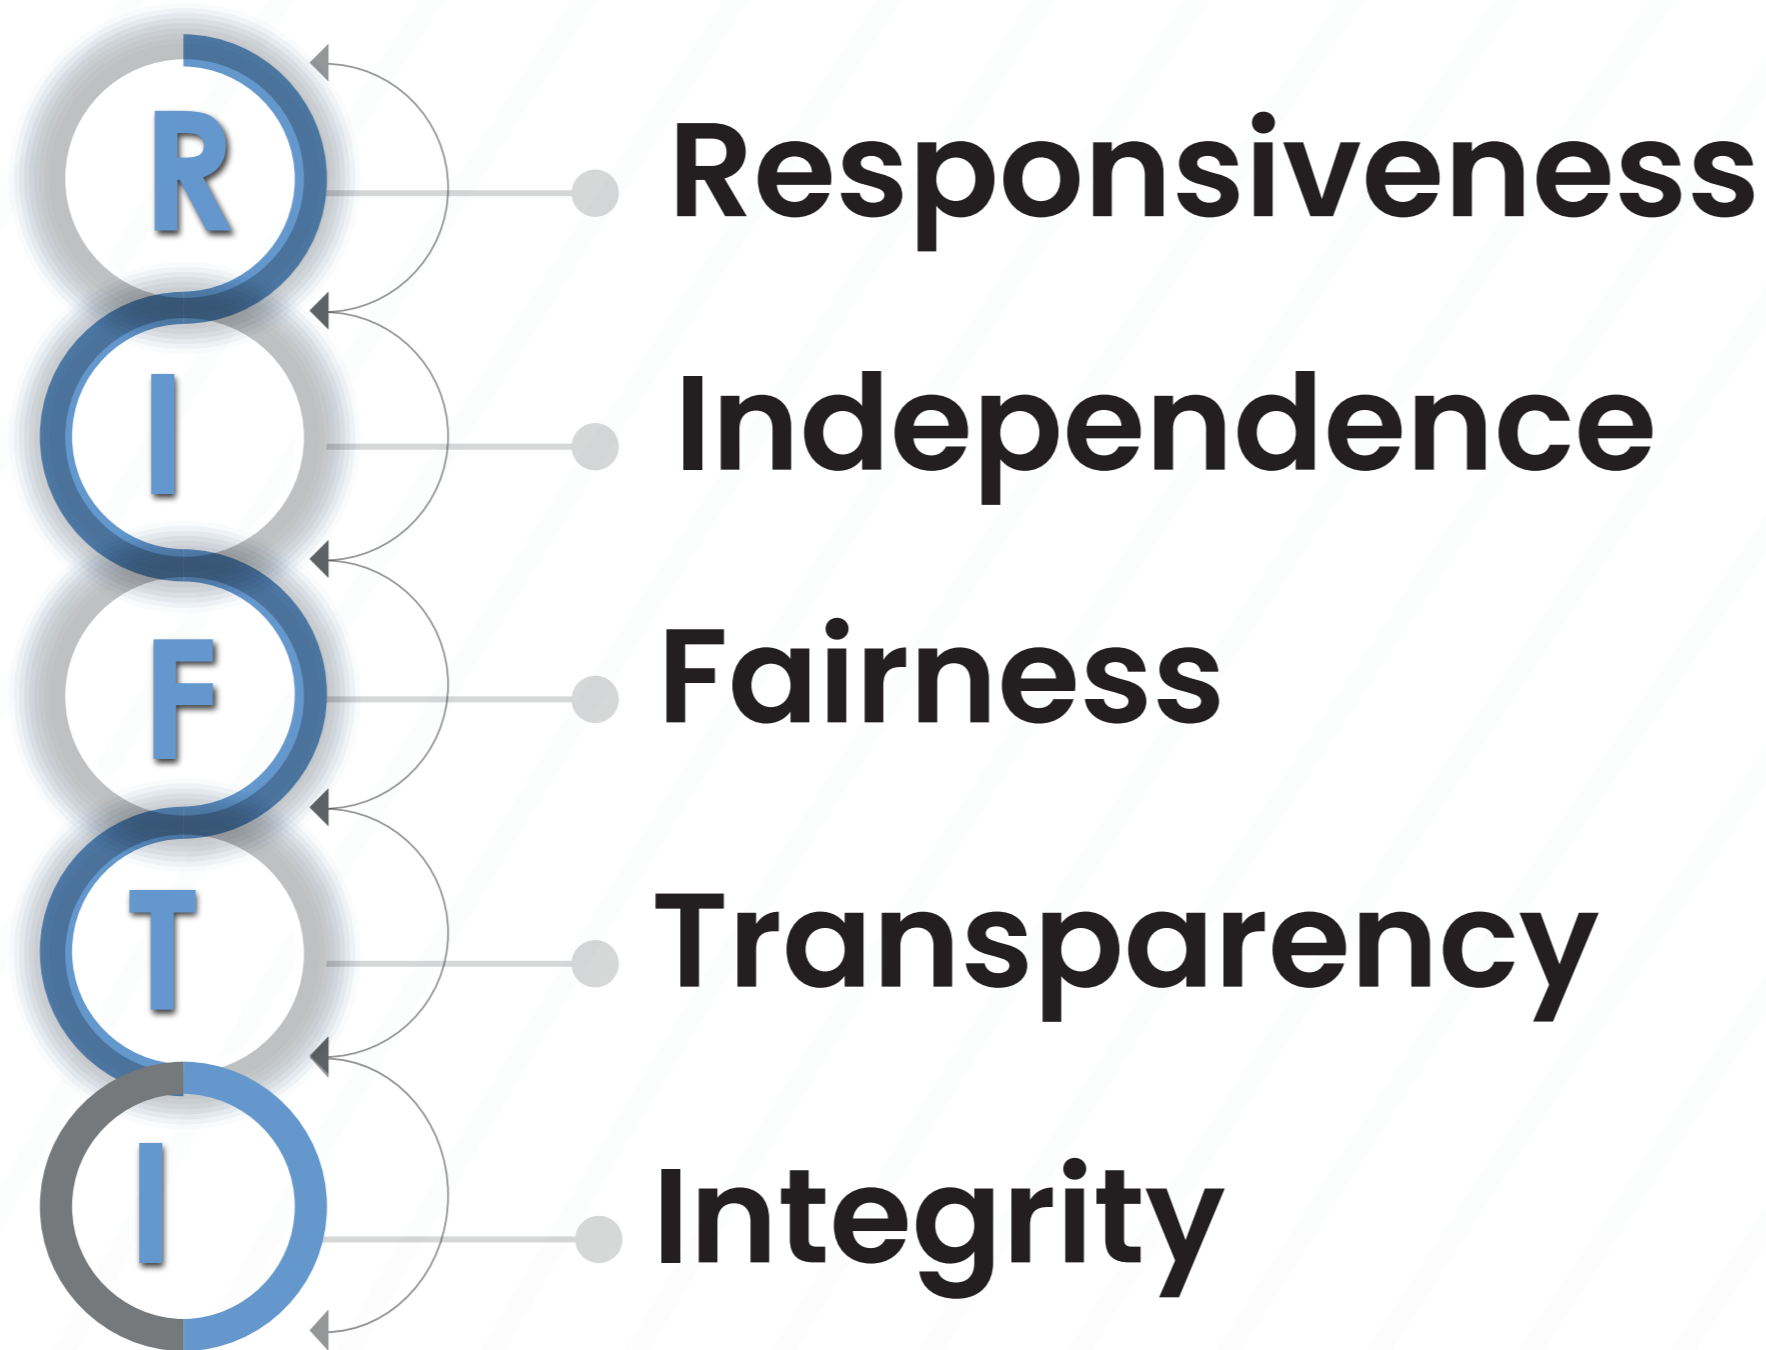 R Responsiveness
I Independence
F Fairness
T Transparency
I Integrity